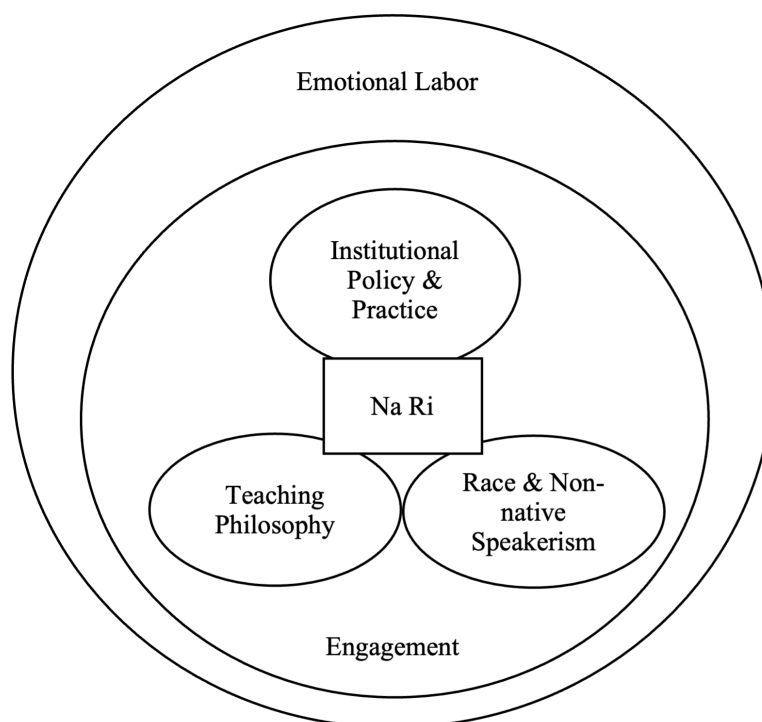 Emotional Labor
Institutional
Policy &
Practice
Na Ri
Teaching
Philosophy
Race & Non-
native
Speakerism
Engagement